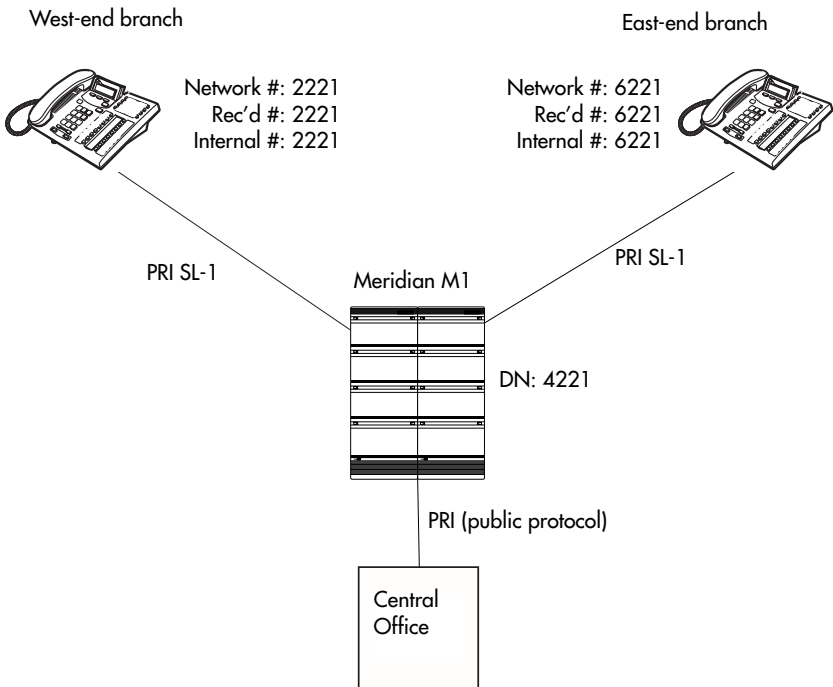 West-end branch
East-end branch
Network #: 2221
Rec'd #: 2221
Internal #: 2221
Network #: 6221
Rec'd #: 6221
Internal #: 6221
PRI SL-1
PRI SL-1
Meridian M1
DN: 4221
PRI (public protocol)
Central
Office